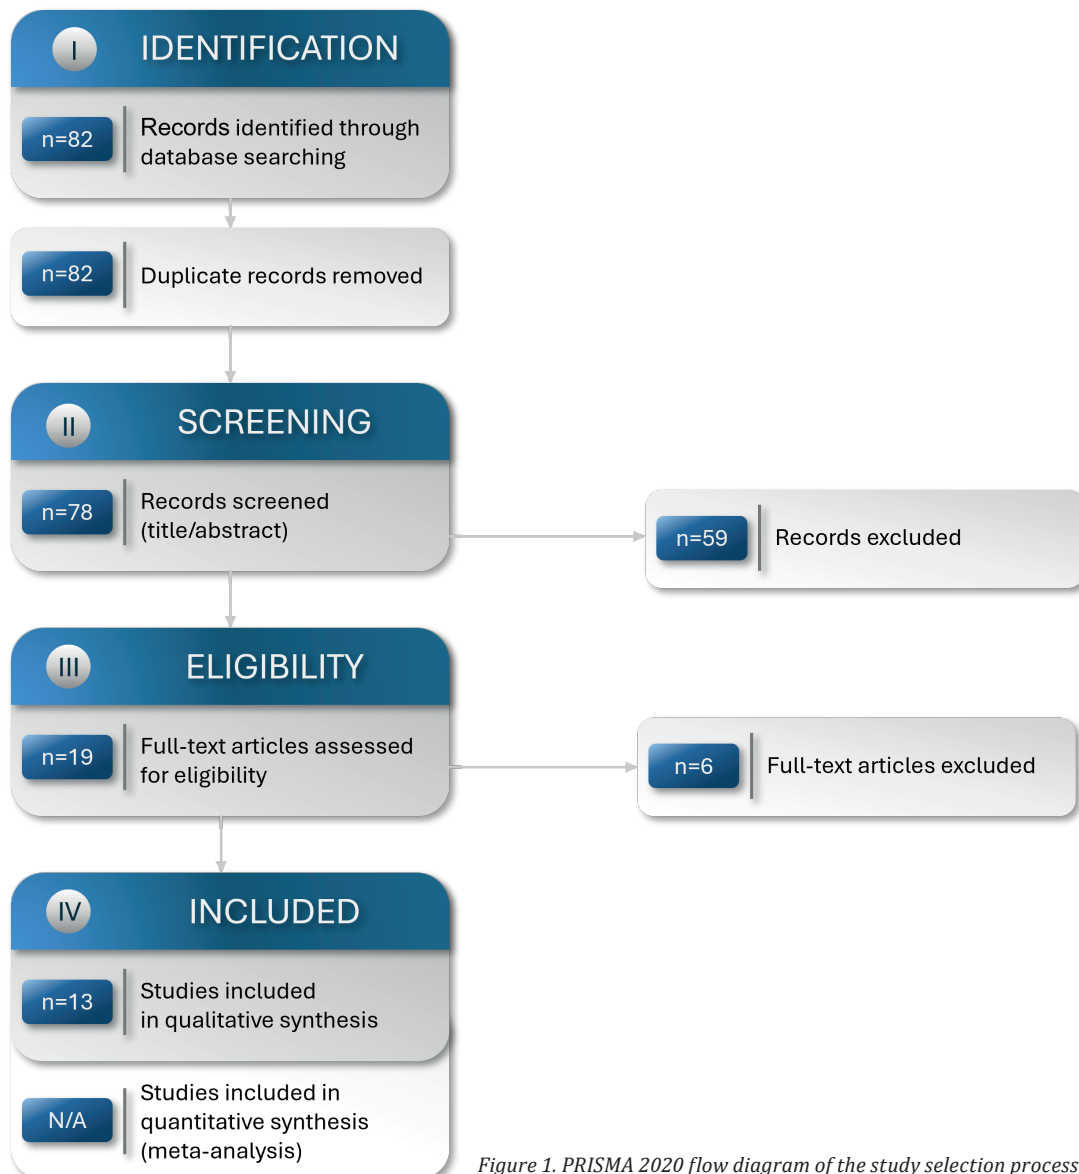 I IDENTIFICATION
n=82
Records identified through
database searching
n=82
Duplicate records removed
II SCREENING
n=78
Records screened
(title/abstract)
n=59
Records excluded
III ELIGIBILITY
n=19
Full-text articles assessed
for eligibility
n=6
Full-text articles excluded
IV INCLUDED
n=13
Studies included
in qualitative synthesis
N/A
Studies included in
quantitative synthesis
(meta-analysis)
Figure 1. PRISMA 2020 flow diagram of the study selection process